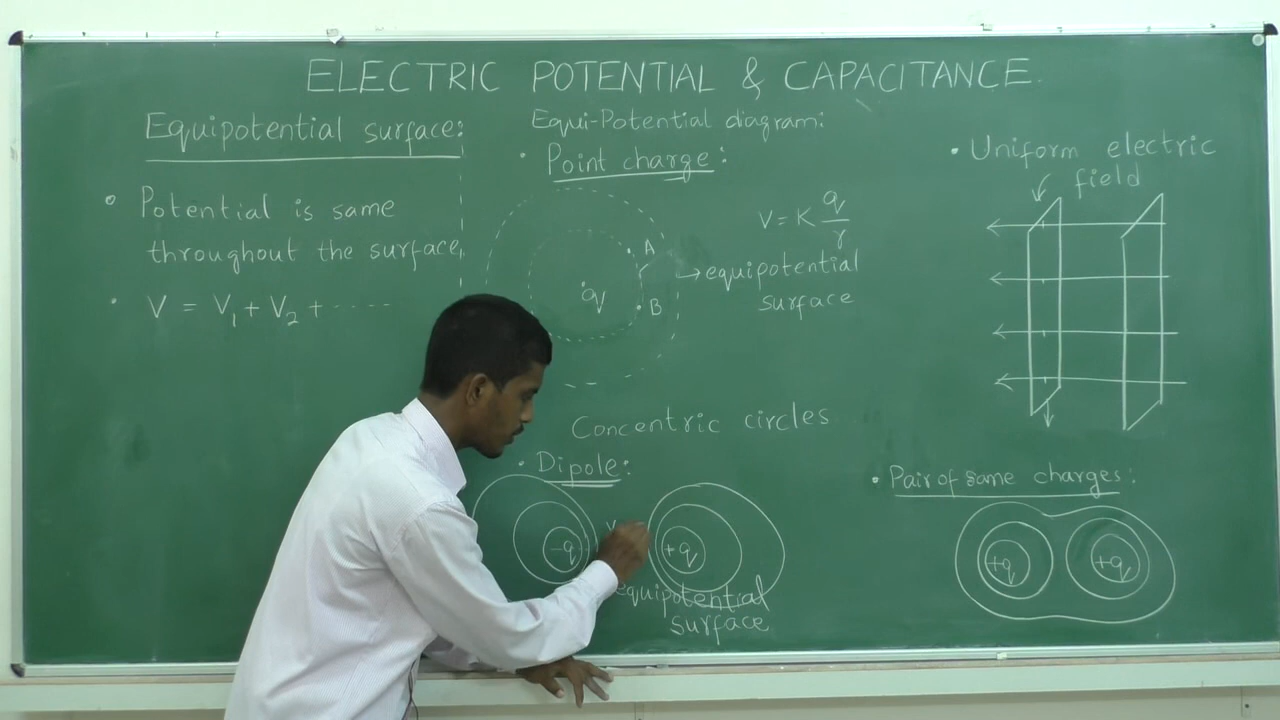 ELECTRIC POTENTIAL & CAPACITANCE.
Equipotential surface:
Potential is same
throughout the surface,
V = V1 + V2 + ------
Equi-Potential diagram:
Point charge:
A
B
q
V = K q/r
→ equipotential
surface
Concentric circles
Dipole:
-q
+q
equipotential
surface
Uniform electric
field
Pair of same charges:
+q
+q